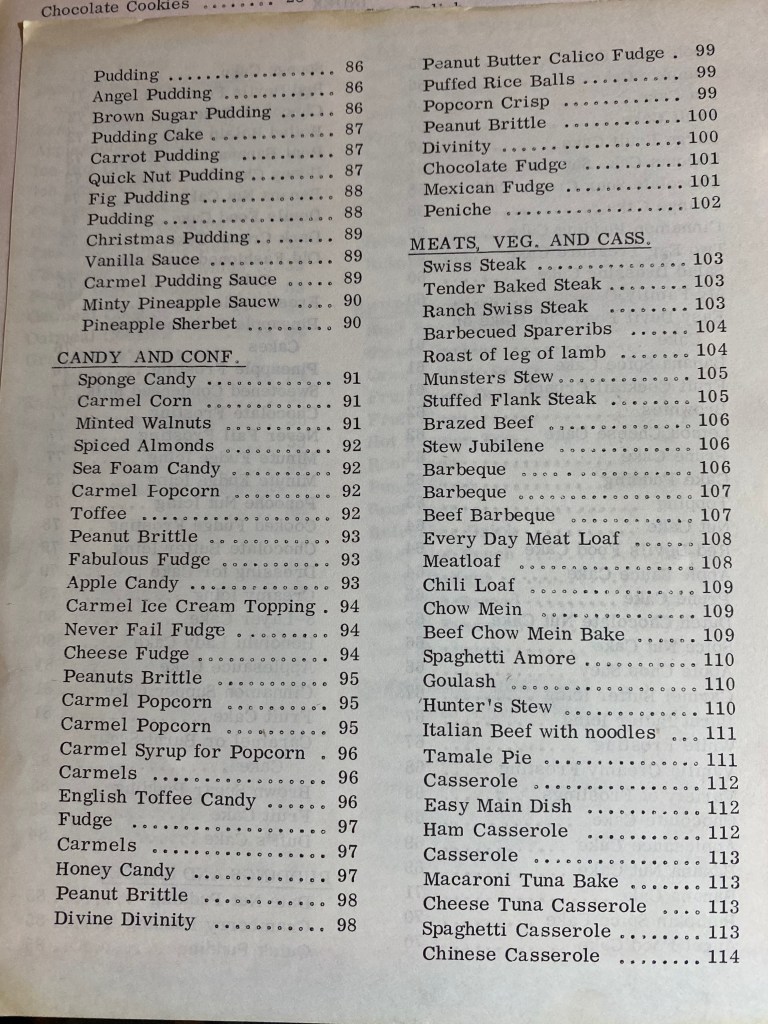 Chocolate Cookies ........
Pudding .................. 86
Angel Pudding ............ 86
Brown Sugar Pudding ...... 86
Pudding Cake ............. 87
Carrot Pudding .......... 87
Quick Nut Pudding ......... 87
Fig Pudding .............. 88
Pudding .................. 88
Christmas Pudding ........ 89
Vanilla Sauce ............. 89
Carmel Pudding Sauce ..... 89
Minty Pineapple Saucw .... 90
Pineapple Sherbet ......... 90
CANDY AND CONF.
Sponge Candy ............. 91
Carmel Corn .............. 91
Minted Walnuts ........... 91
Spiced Almonds ............ 92
Sea Foam Candy .......... 92
Carmel Popcorn .......... 92
Toffee .................... 92
Peanut Brittle ............ 93
Fabulous Fudge ........... 93
Apple Candy .............. 93
Carmel Ice Cream Topping . 94
Never Fail Fudge ......... 94
Cheese Fudge ............. 94
Peanuts Brittle ........... 95
Carmel Popcorn .......... 95
Carmel Popcorn .......... 95
Carmel Syrup for Popcorn . 96
Carmels .................. 96
English Toffee Candy ...... 96
Fudge .................... 97
Carmels .................. 97
Honey Candy ............. 97
Peanut Brittle ............ 98
Divine Divinity ........... 98
Peanut Butter Calico Fudge . 99
Puffed Rice Balls .......... 99
Popcorn Crisp ............ 99
Peanut Brittle ............ 100
Divinity .................. 100
Chocolate Fudge .......... 101
Mexican Fudge ............ 101
Peniche .................. 102
MEATS, VEG. AND CASS.
Swiss Steak ............... 103
Tender Baked Steak ........ 103
Ranch Swiss Steak ........ 103
Barbecued Spareribs ...... 104
Roast of leg of lamb ....... 104
Munsters Stew ............. 105
Stuffed Flank Steak ........ 105
Brazed Beef .............. 106
Stew Jubilene ............ 106
Barbeque ................. 106
Barbeque ................. 107
Beef Barbeque ............ 107
Every Day Meat Loaf ...... 108
Meatloaf ................. 108
Chili Loaf ................ 109
Chow Mein ............... 109
Beef Chow Mein Bake ...... 109
Spaghetti Amore ........... 110
Goulash .................. 110
Hunter's Stew ............. 110
Italian Beef with noodles ... 111
Tamale Pie ............... 111
Casserole ................ 112
Easy Main Dish .......... 112
Ham Casserole .......... 112
Casserole ................ 113
Macaroni Tuna Bake ...... 113
Cheese Tuna Casserole .... 113
Spaghetti Casserole ........ 113
Chinese Casserole ........ 114